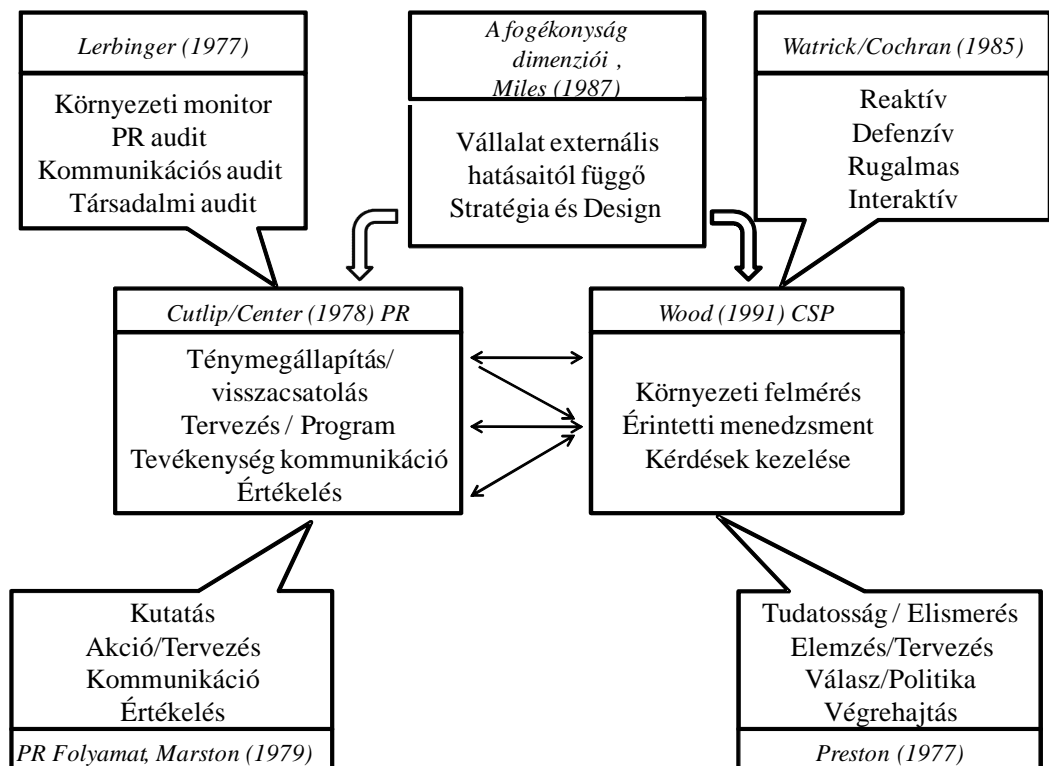 Lerbinger (1977)
Környezeti monitor
PR audit
Kommunikációs audit
Társadalmi audit
A fogékonyság
dimenziói ,
Miles (1987)
Vállalat externális
hatásaitól függő
Stratégia és Design
Watrick/Cochran (1985)
Reaktív
Defenzív
Rugalmas
Interaktív
Cutlip/Center (1978) PR
Ténymegállapítás/
visszacsatolás
Tervezés / Program
Tevékenység kommunikáció
Értékelés
Wood (1991) CSP
Környezeti felmérés
Érintetti menedzsment
Kérdések kezelése
Kutatás
Akció/Tervezés
Kommunikáció
Értékelés
PR Folyamat, Marston (1979)
Tudatosság / Elismerés
Elemzés/Tervezés
Válasz/Politika
Végrehajtás
Preston (1977)